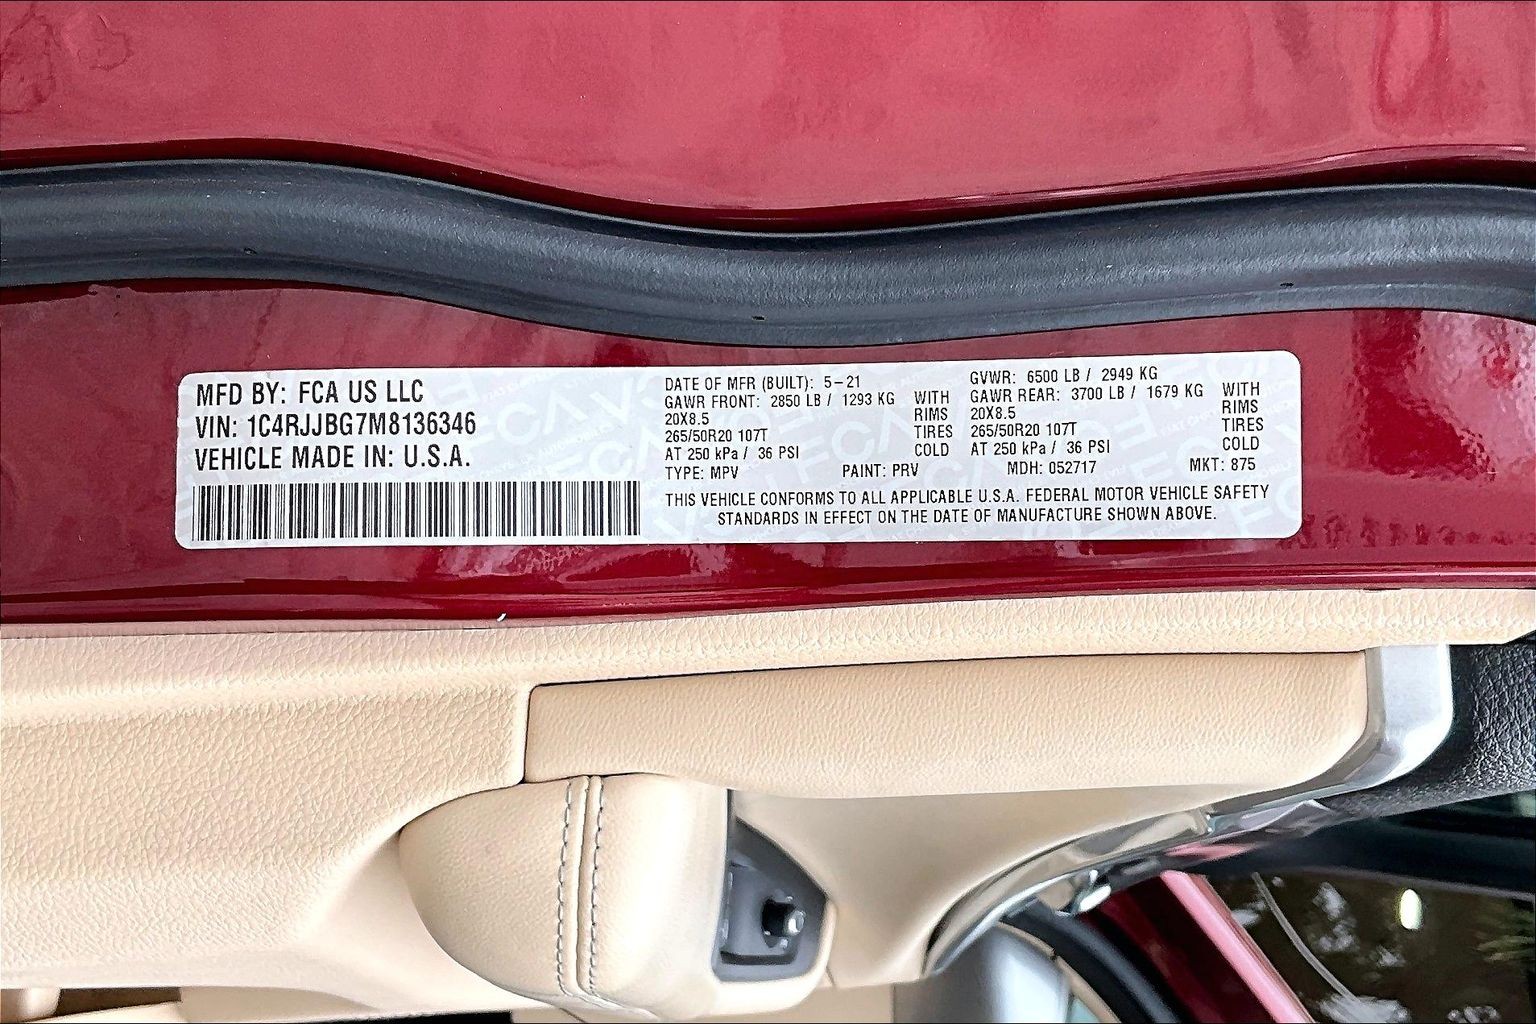 MFD BY: FCA US LLC
VIN: 1C4RJJBG7M8136346
VEHICLE MADE IN: U.S.A.
DATE OF MFR (BUILT): 5-21
GAWR FRONT: 2850 LB / 1293 KG WITH
20X8.5 RIMS
265/50R20 107T TIRES
AT 250 kPa / 36 PSI COLD
GVWR: 6500 LB / 2949 KG
GAWR REAR: 3700 LB / 1679 KG WITH
20X8.5 RIMS
265/50R20 107T TIRES
AT 250 kPa / 36 PSI COLD
TYPE: MPV PAINT: PRV MDH: 052717 MKT: 875
THIS VEHICLE CONFORMS TO ALL APPLICABLE U.S.A. FEDERAL MOTOR VEHICLE SAFETY
STANDARDS IN EFFECT ON THE DATE OF MANUFACTURE SHOWN ABOVE.